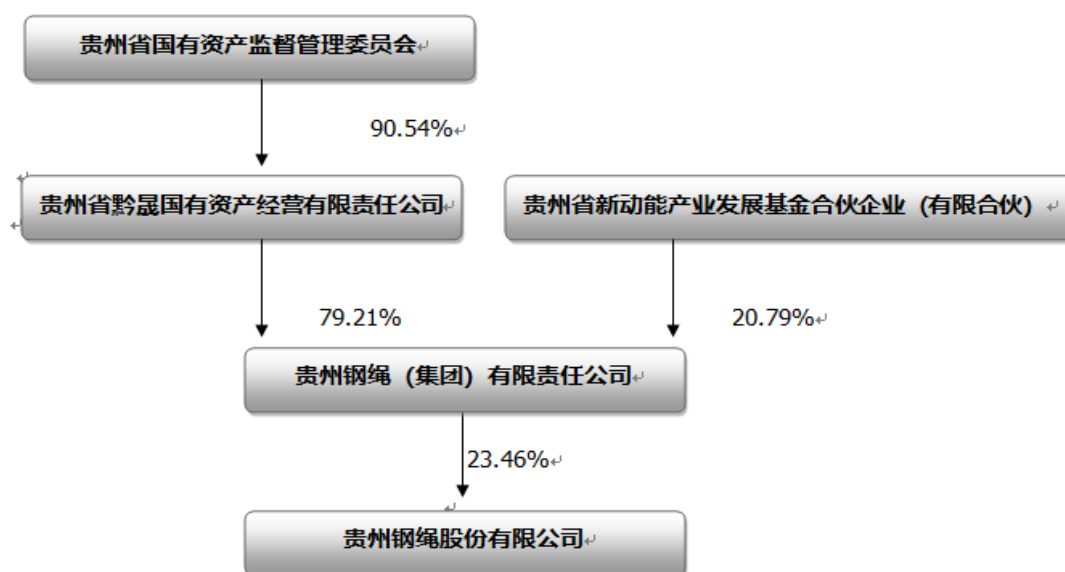 贵州省国有资产监督管理委员会
90.54%
贵州省黔晟国有资产经营有限责任公司
贵州省新动能产业发展基金合伙企业（有限合伙）
79.21%
20.79%
贵州钢绳（集团）有限责任公司
23.46%
贵州钢绳股份有限公司